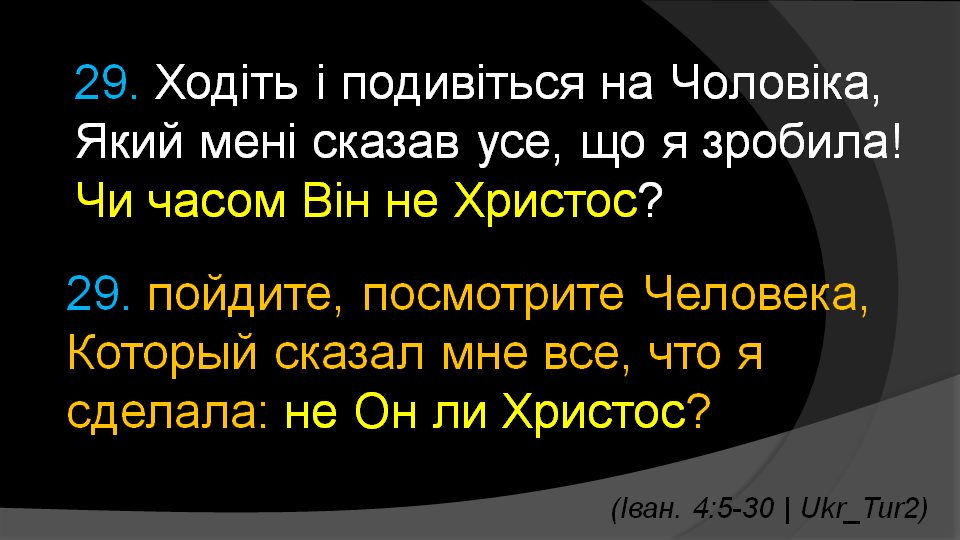 29. Ходіть і подивіться на Чоловіка,
Який мені сказав усе, що я зробила!
Чи часом Він не Христос?
29. пойдите, посмотрите Человека,
Который сказал мне все, что я
сделала: не Он ли Христос?
(Іван. 4:5-30 | Ukr_Tur2)